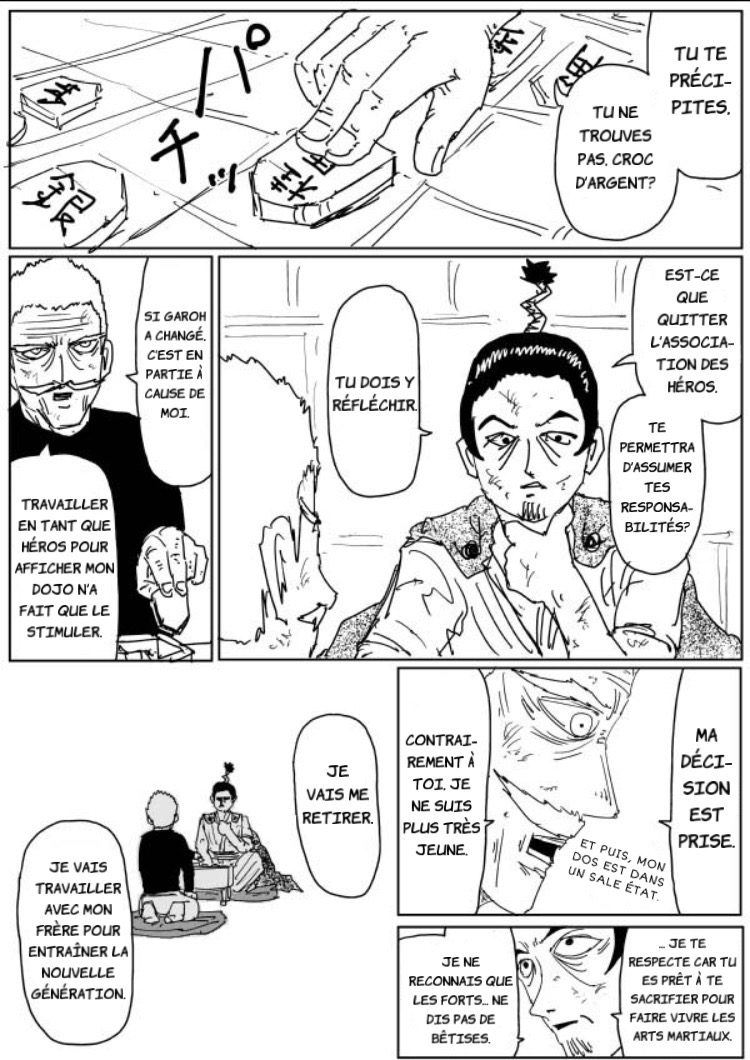 TU TE
PRÉCI-
PITES.
TU NE
TROUVES
PAS, CROC
D'ARGENT?
パ
チ
ッ
銀
EST-CE
QUE
QUITTER
L'ASSOCIA-
TION DES
HÉROS,
TE
PERMETTRA
D'ASSUMER
TES
RESPONSA-
BILITÉS?
TU DOIS Y
RÉFLÉCHIR.
SI GAROH
A CHANGÉ,
C'EST EN
PARTIE À
CAUSE DE
MOI.
TRAVAILLER
EN TANT QUE
HÉROS POUR
AFFICHER MON
DOJO N'A
FAIT QUE LE
STIMULER.
MA
DÉCI-
SION
EST
PRISE.
CONTRAI-
REMENT À
TOI, JE
NE SUIS
PLUS TRÈS
JEUNE.
ET PUIS, MON
DOS EST DANS
UN SALE ÉTAT.
JE
VAIS ME
RETIRER.
JE VAIS
TRAVAILLER
AVEC MON
FRÈRE POUR
ENTRAÎNER LA
NOUVELLE
GÉNÉRATION.
... JE TE
RESPECTE CAR TU
ES PRÊT À TE
SACRIFIER POUR
FAIRE VIVRE LES
ARTS MARTIAUX.
JE NE
RECONNAIS QUE
LES FORTS... NE
DIS PAS DE
BÊTISES.